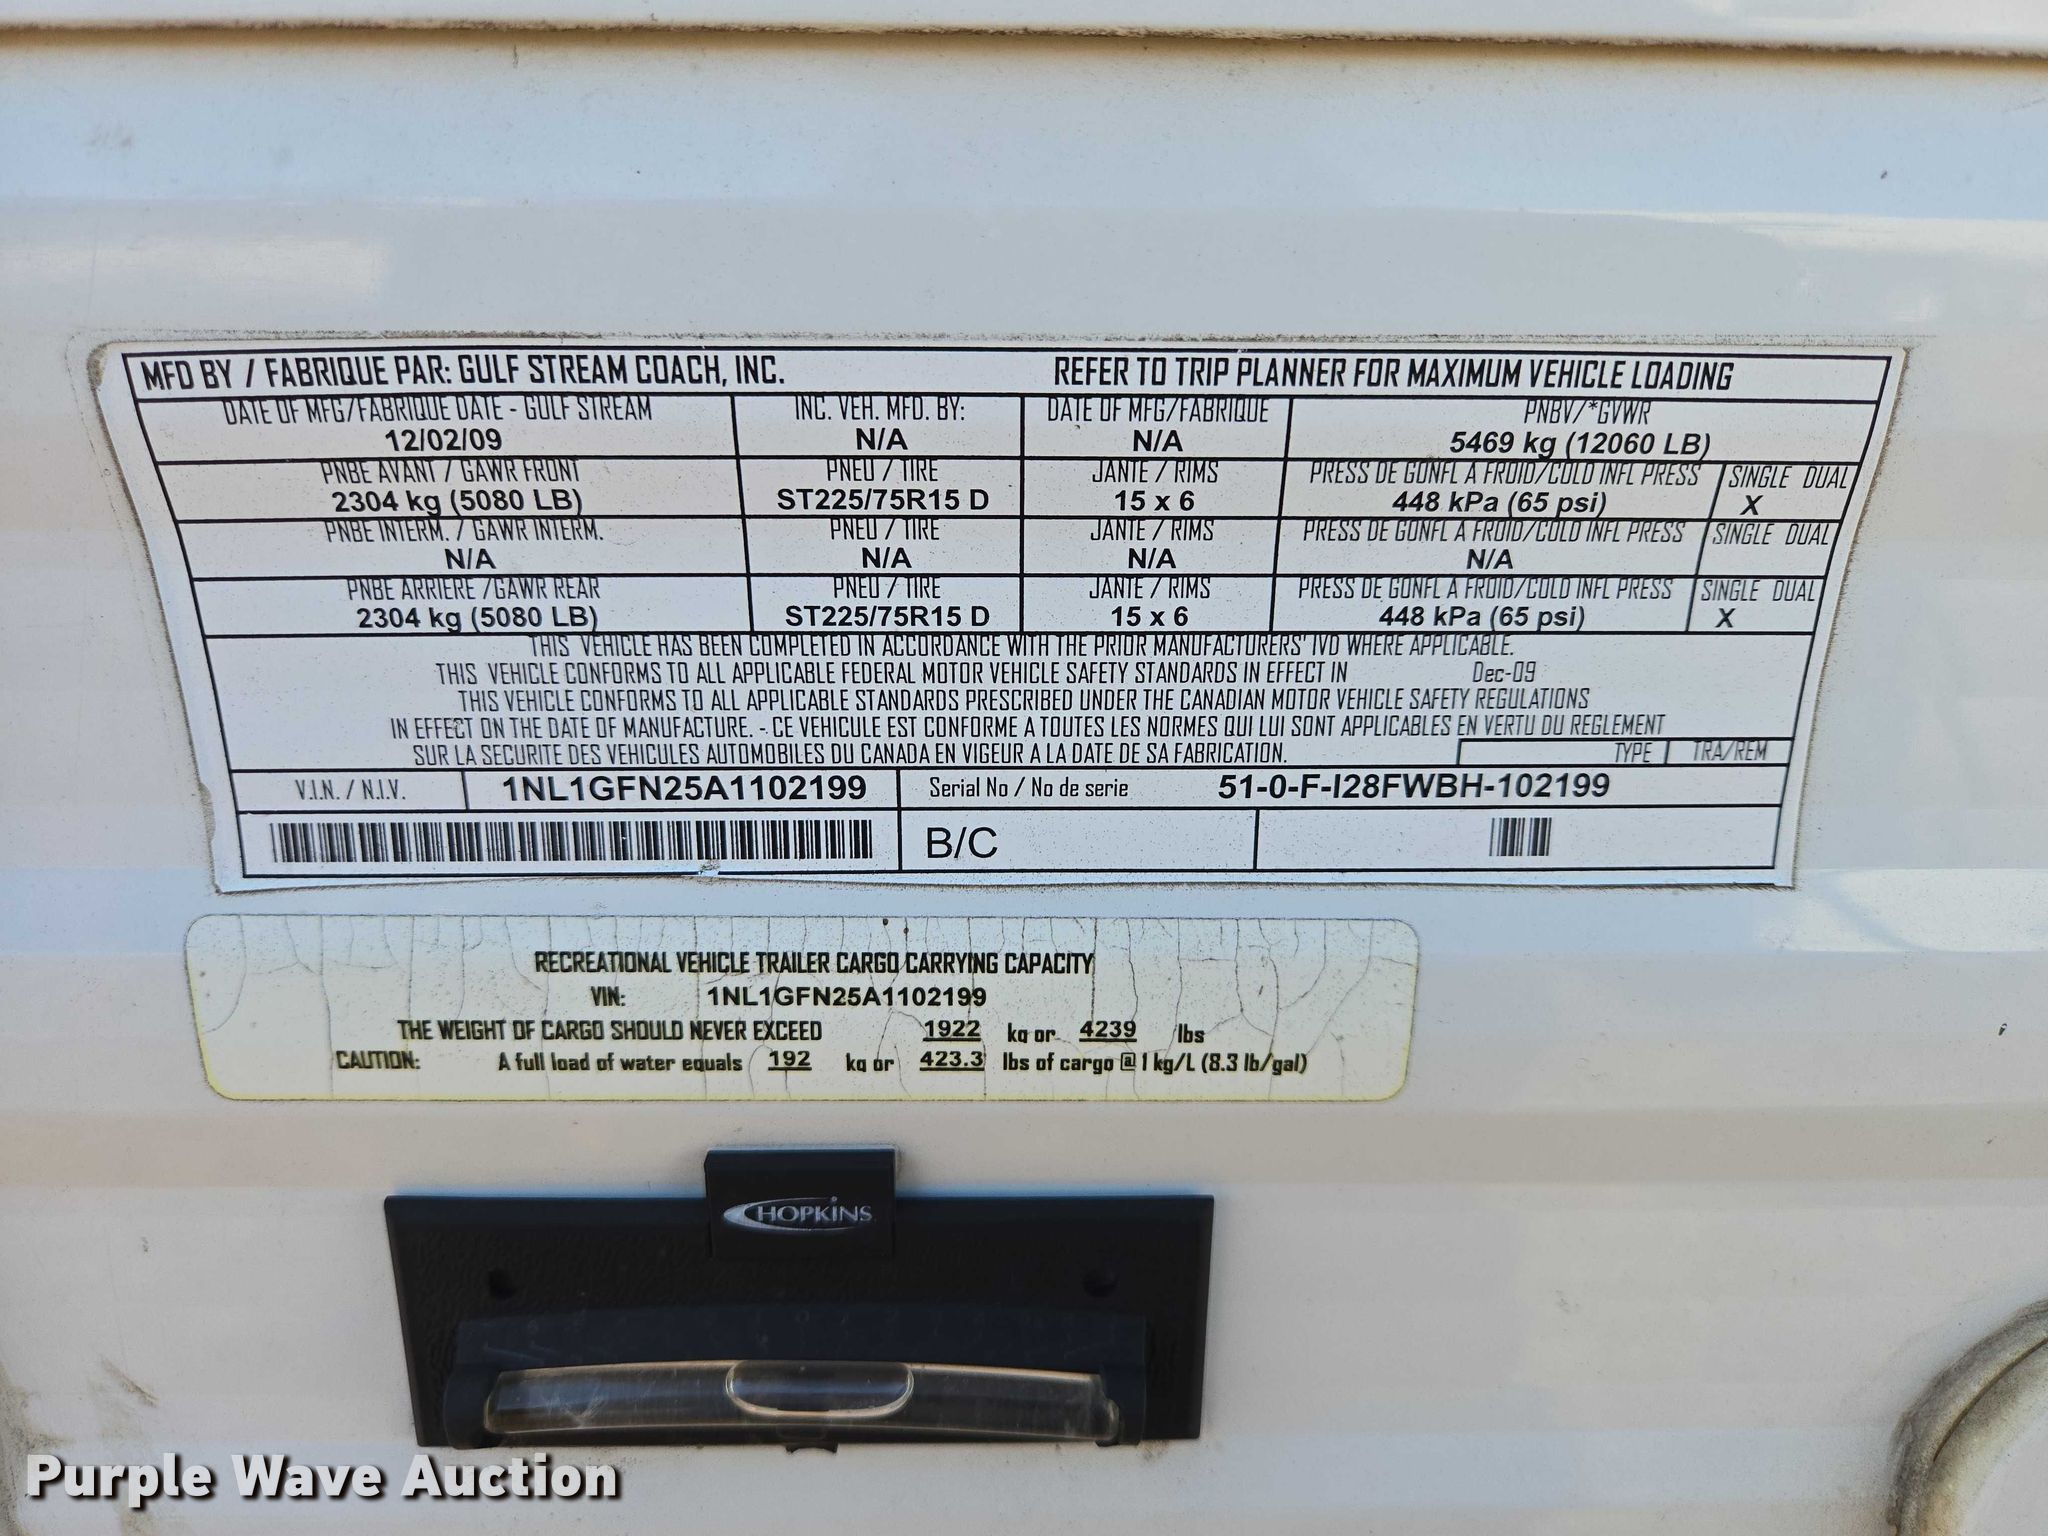 MFD BY / FABRIQUE PAR: GULF STREAM COACH, INC. REFER TO TRIP PLANNER FOR MAXIMUM VEHICLE LOADING
DATE OF MFG/FABRIQUE DATE - GULF STREAM INC. VEH. MFD. BY: DATE OF MFG/FABRIQUE PNBV/*GVWR
12/02/09 N/A N/A 5469 kg (12060 LB)
PNBE AVANT / GAWR FRONT PNEU / TIRE JANTE / RIMS PRESS DE GONFL A FROID/COLD INFL PRESS SINGLE DUAL
2304 kg (5080 LB) ST225/75R15 D 15 x 6 448 kPa (65 psi) X
PNBE INTERM. / GAWR INTERM. PNEU / TIRE JANTE / RIMS PRESS DE GONFL A FROID/COLD INFL PRESS SINGLE DUAL
N/A N/A N/A N/A
PNBE ARRIERE /GAWR REAR PNEU / TIRE JANTE / RIMS PRESS DE GONFL A FROID/COLD INFL PRESS SINGLE DUAL
2304 kg (5080 LB) ST225/75R15 D 15 x 6 448 kPa (65 psi) X
THIS VEHICLE HAS BEEN COMPLETED IN ACCORDANCE WITH THE PRIOR MANUFACTURERS' IVD WHERE APPLICABLE.
THIS VEHICLE CONFORMS TO ALL APPLICABLE FEDERAL MOTOR VEHICLE SAFETY STANDARDS IN EFFECT IN Dec-09
THIS VEHICLE CONFORMS TO ALL APPLICABLE STANDARDS PRESCRIBED UNDER THE CANADIAN MOTOR VEHICLE SAFETY REGULATIONS
IN EFFECT ON THE DATE OF MANUFACTURE. - CE VEHICULE EST CONFORME A TOUTES LES NORMES QUI LUI SONT APPLICABLES EN VERTU DU REGLEMENT
SUR LA SECURITE DES VEHICULES AUTOMOBILES DU CANADA EN VIGEUR A LA DATE DE SA FABRICATION. TYPE TRA/REM
V.I.N. / N.I.V. 1NL1GFN25A1102199 Serial No / No de serie 51-0-F-I28FWBH-102199
B/C
RECREATIONAL VEHICLE TRAILER CARGO CARRYING CAPACITY
VIN: 1NL1GFN25A1102199
THE WEIGHT OF CARGO SHOULD NEVER EXCEED 1922 kg or 4239 lbs
CAUTION: A full load of water equals 192 kg or 423.3 lbs of cargo @ 1 kg/L (8.3 lb/gal)
HOPKINS
Purple Wave Auction